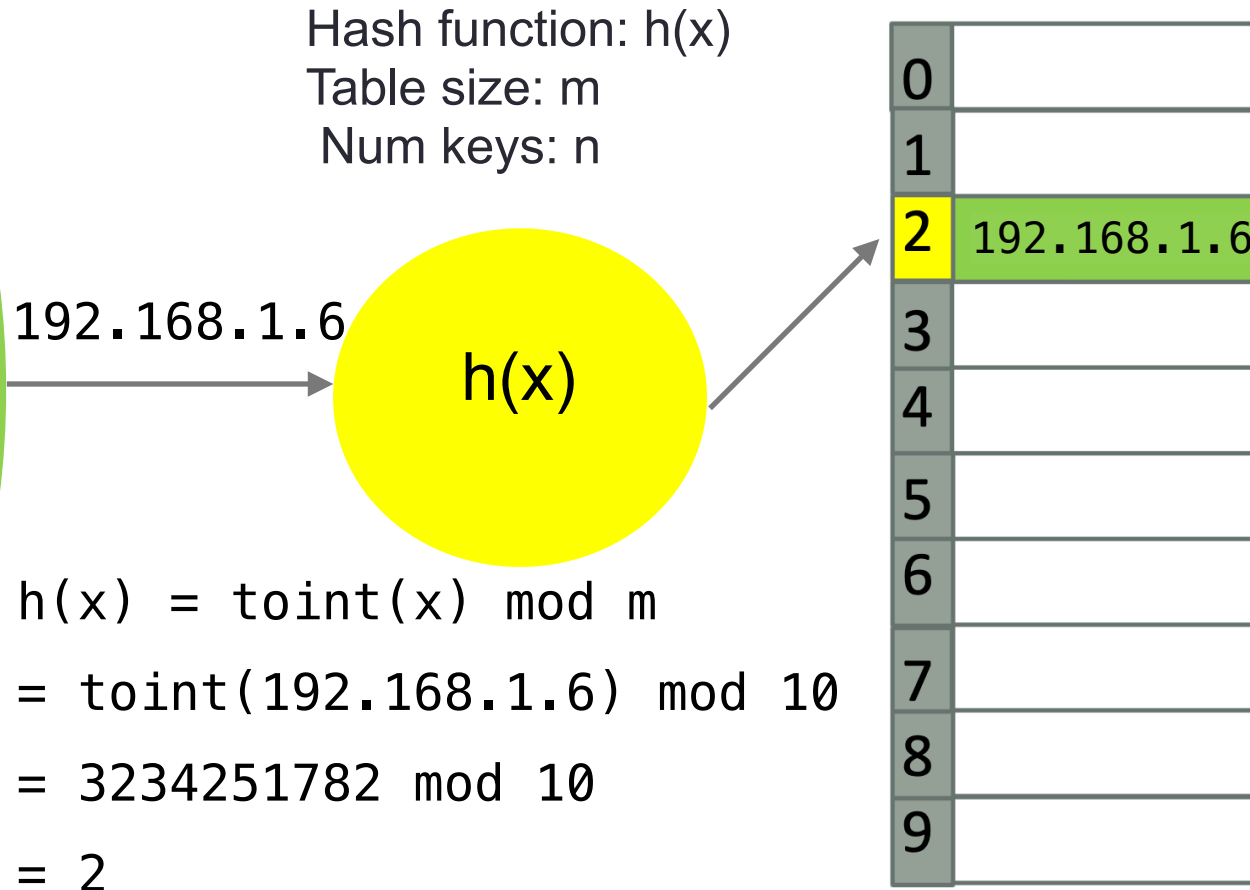 Hash function: h(x)
Table size: m
Num keys: n
192.168.1.6
h(x)
h(x) = toint(x) mod m
= toint(192.168.1.6) mod 10
= 3234251782 mod 10
= 2
0
1
2 192.168.1.6
3
4
5
6
7
8
9